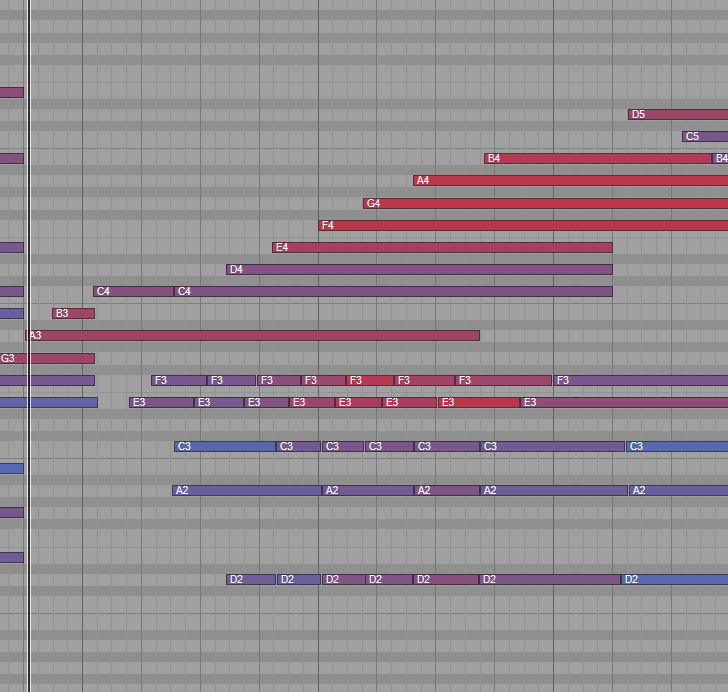 D5
C5
B4 B4
A4
G4
F4
E4
D4
C4 C4
B3
A3
G3
F3 F3 F3 F3 F3 F3 F3 F3
E3 E3 E3 E3 E3 E3 E3 E3
C3 C3 C3 C3 C3 C3 C3
A2 A2 A2 A2 A2
D2 D2 D2 D2 D2 D2 D2